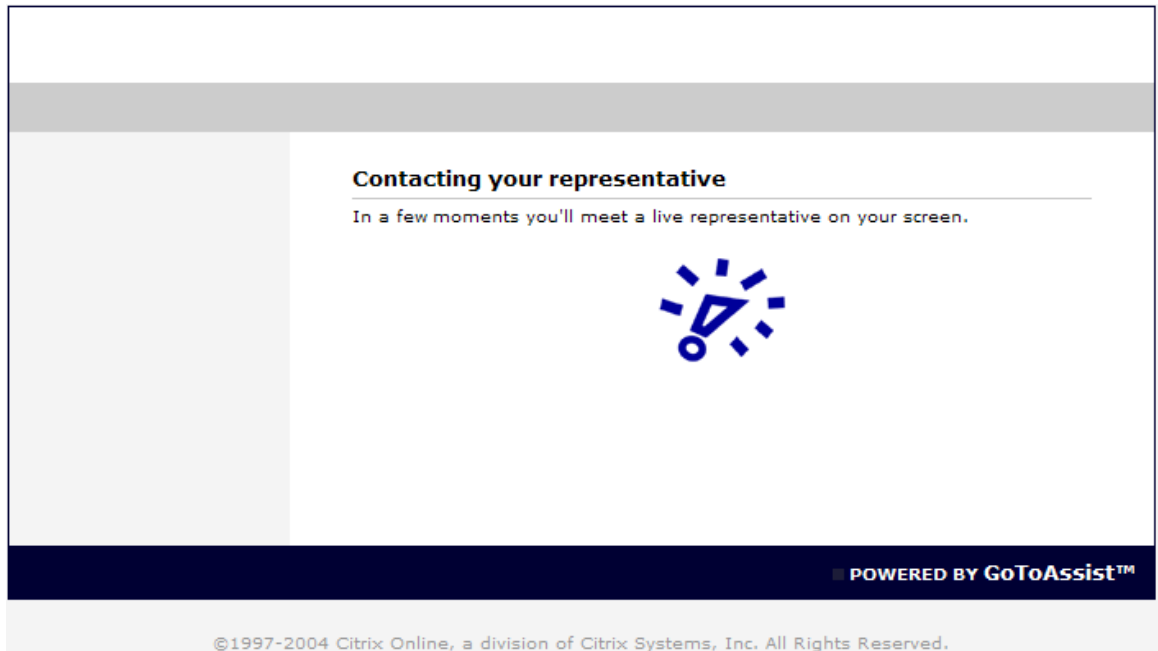 Contacting your representative
In a few moments you'll meet a live representative on your screen.
POWERED BY GoToAssist™
©1997-2004 Citrix Online, a division of Citrix Systems, Inc. All Rights Reserved.